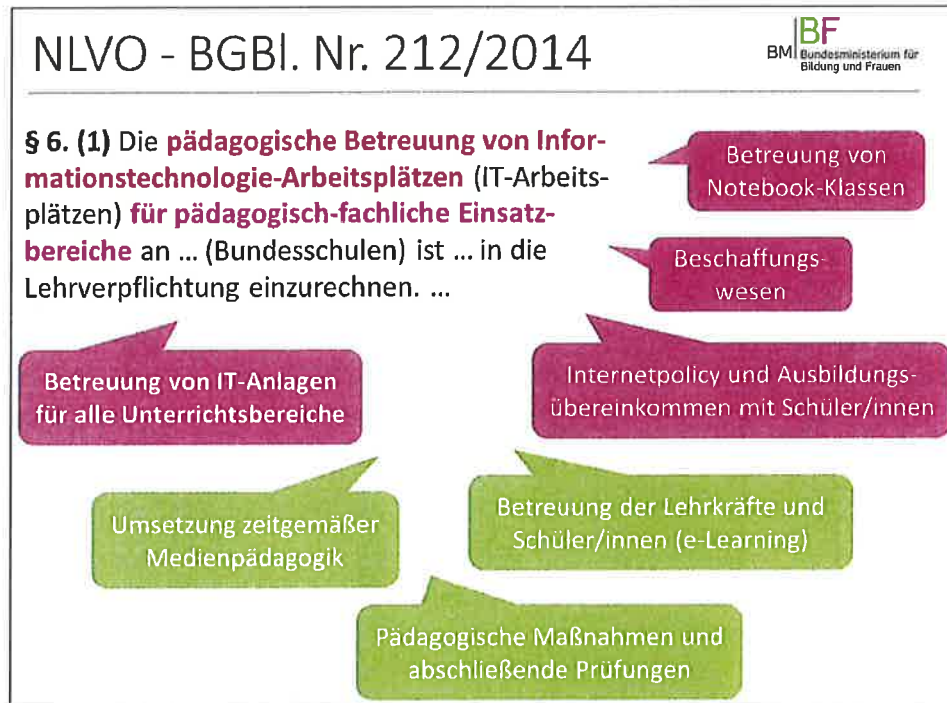 NLVO - BGBl. Nr. 212/2014
BM BF
Bundesministerium für
Bildung und Frauen
§ 6. (1) Die pädagogische Betreuung von Infor-
mationstechnologie-Arbeitsplätzen (IT-Arbeits-
plätzen) für pädagogisch-fachliche Einsatz-
bereiche an ... (Bundesschulen) ist ... in die
Lehrverpflichtung einzurechnen. ...
Betreuung von
Notebook-Klassen
Beschaffungs-
wesen
Betreuung von IT-Anlagen
für alle Unterrichtsbereiche
Internetpolicy und Ausbildungs-
übereinkommen mit Schüler/innen
Umsetzung zeitgemäßer
Medienpädagogik
Betreuung der Lehrkräfte und
Schüler/innen (e-Learning)
Pädagogische Maßnahmen und
abschließende Prüfungen